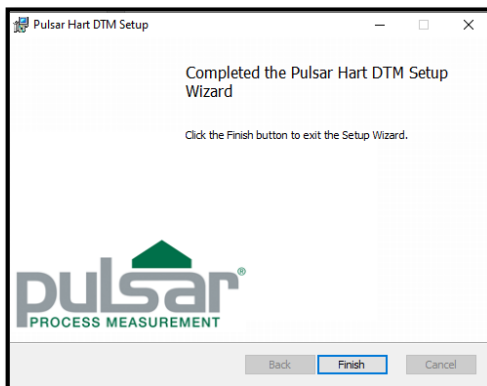 Pulsar Hart DTM Setup
Completed the Pulsar Hart DTM Setup
Wizard
Click the Finish button to exit the Setup Wizard.
pulsar®
PROCESS MEASUREMENT
Back Finish Cancel